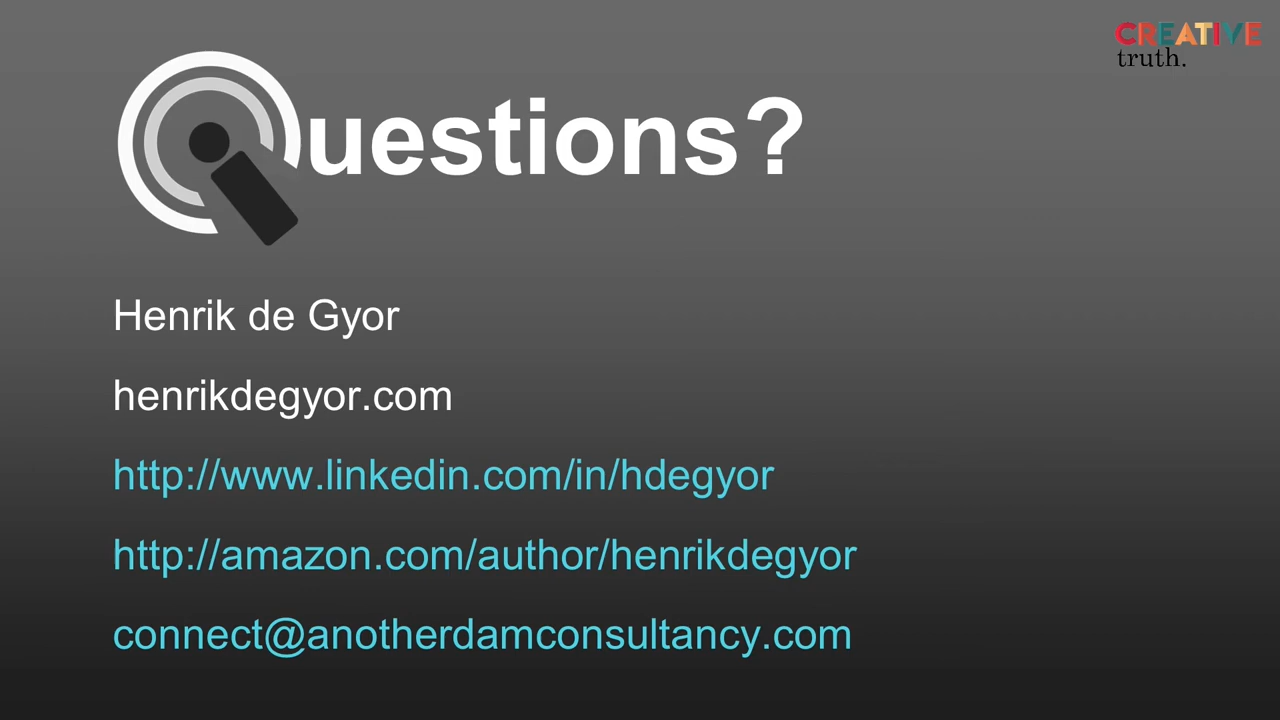 CREATIVE
truth.
Questions?
Henrik de Gyor
henrikdegyor.com
http://www.linkedin.com/in/hdegyor
http://amazon.com/author/henrikdegyor
connect@anotherdamconsultancy.com